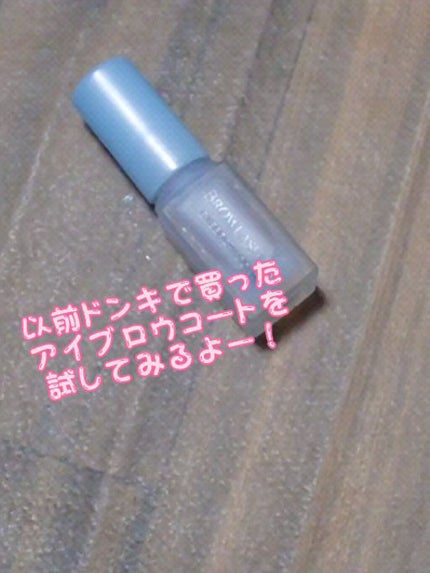 以前ドンキで買った
アイブロウコートを
試してみるよー！